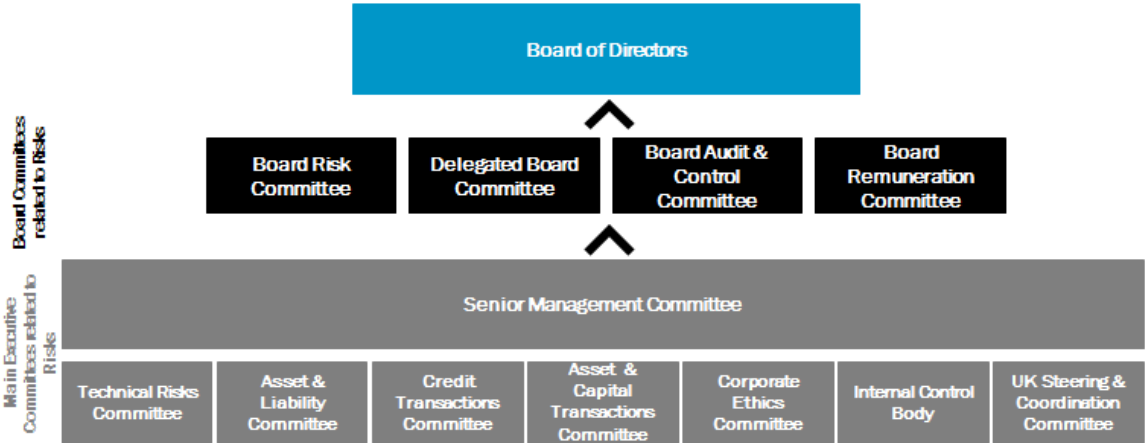 Board of Directors
Board Committees
related to Risks
Board Risk
Committee
Delegated Board
Committee
Board Audit &
Control
Committee
Board
Remuneration
Committee
Main Executive
Committees related to
Risks
Senior Management Committee
Technical Risks
Committee
Asset &
Liability
Committee
Credit
Transactions
Committee
Asset &
Capital
Transactions
Committee
Corporate
Ethics
Committee
Internal Control
Body
UK Steering &
Coordination
Committee